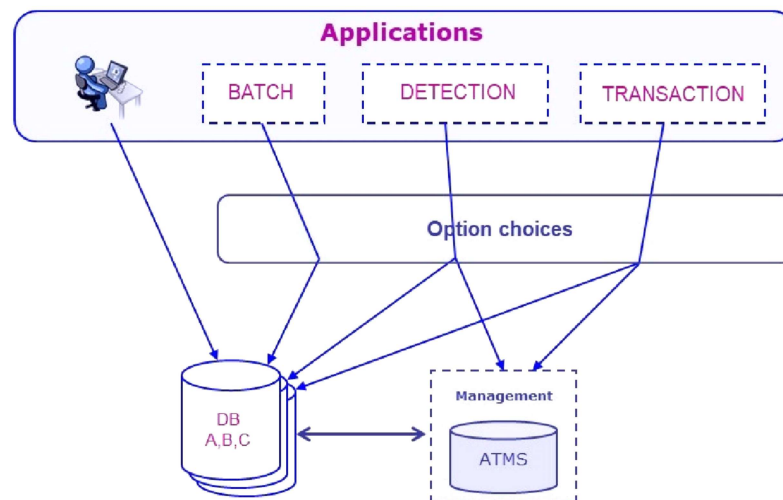 Applications
BATCH
DETECTION
TRANSACTION
Option choices
DB
A,B,C
Management
ATMS